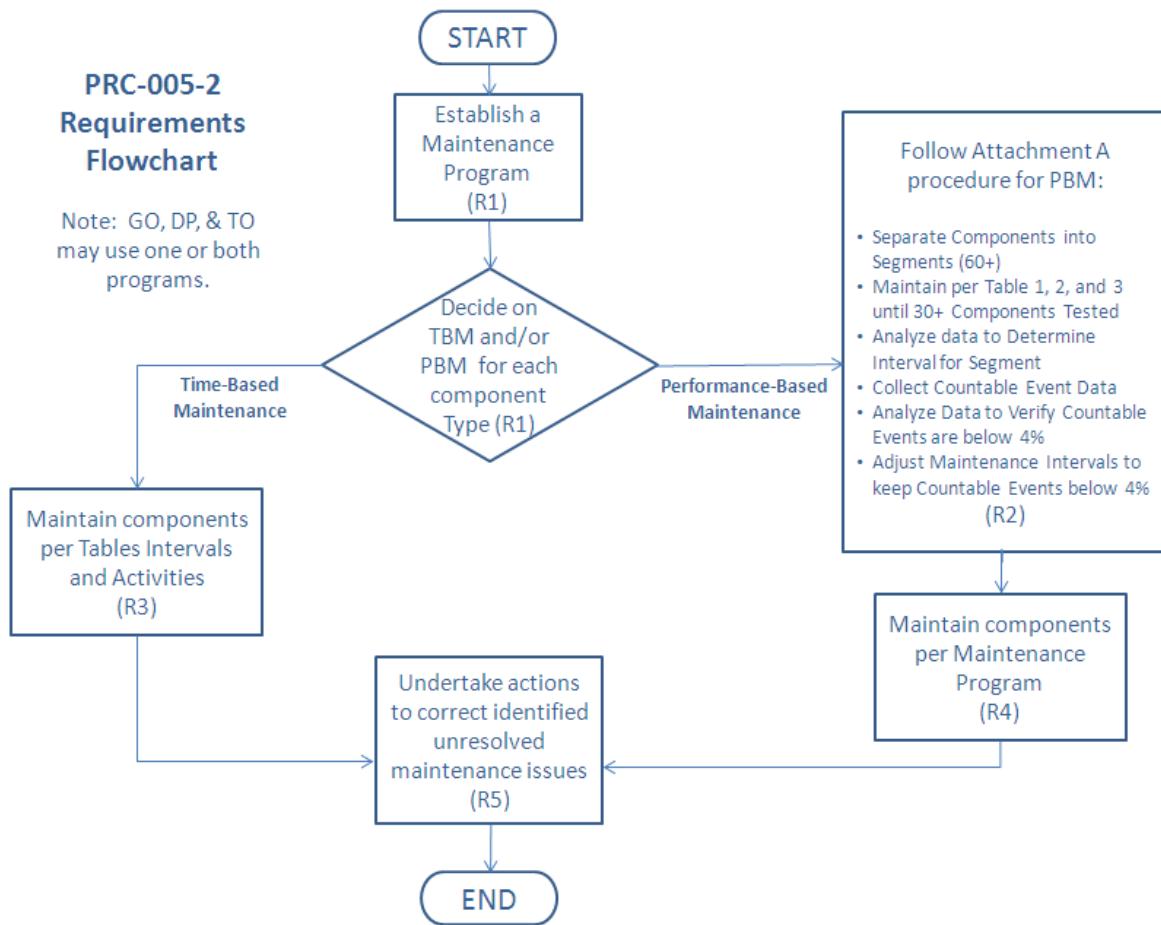 START
PRC-005-2
Requirements
Flowchart
Note:  GO, DP, & TO
may use one or both
programs.
Establish a
Maintenance
Program
(R1)
Decide on
TBM and/or
PBM  for each
component
Type (R1)
Time-Based
Maintenance
Performance-Based
Maintenance
Follow Attachment A
procedure for PBM:
• Separate Components into
Segments (60+)
• Maintain per Table 1, 2, and 3
until 30+ Components Tested
• Analyze data to Determine
Interval for Segment
• Collect Countable Event Data
• Analyze Data to Verify Countable
Events are below 4%
• Adjust Maintenance Intervals to
keep Countable Events below 4%
(R2)
Maintain components
per Tables Intervals
and Activities
(R3)
Maintain components
per Maintenance
Program
(R4)
Undertake actions
to correct identified
unresolved
maintenance issues
(R5)
END